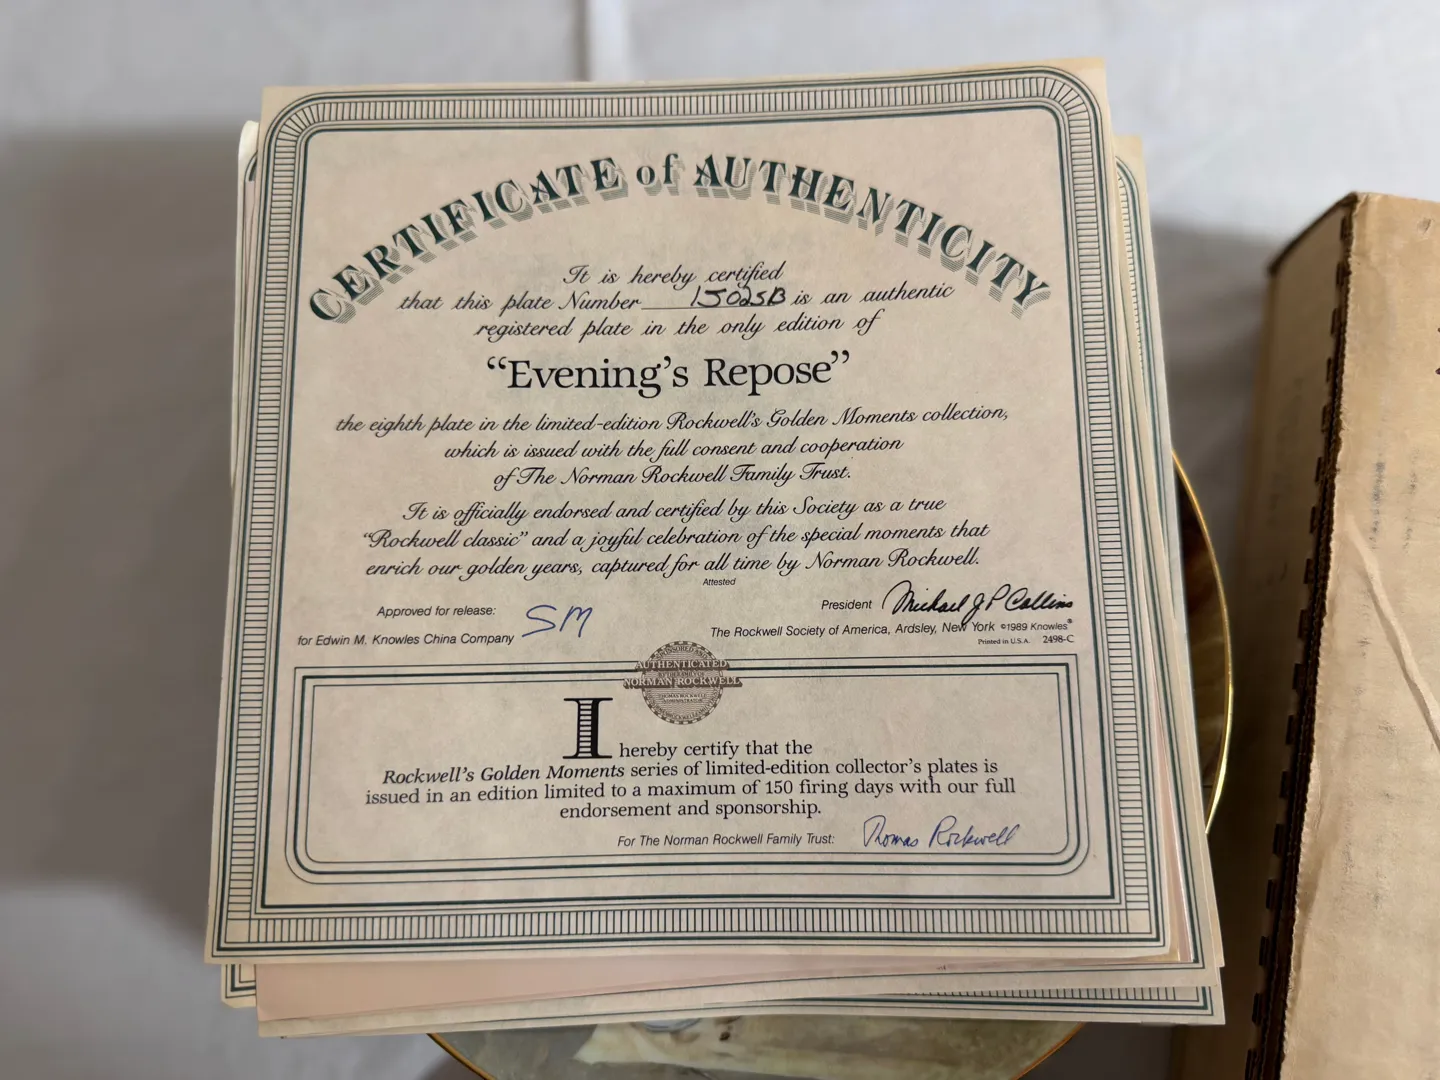 CERTIFICATE of AUTHENTICITY
It is hereby certified
that this plate Number 15025B is an authentic
registered plate in the only edition of
“Evening's Repose”
the eighth plate in the limited-edition Rockwell's Golden Moments collection,
which is issued with the full consent and cooperation
of The Norman Rockwell Family Trust.
It is officially endorsed and certified by this Society as a true
“Rockwell classic” and a joyful celebration of the special moments that
enrich our golden years, captured for all time by Norman Rockwell.
Attested
Approved for release: SM
for Edwin M. Knowles China Company
President Michael J P Collins
The Rockwell Society of America, Ardsley, New York ©1989 Knowles®
Printed in U.S.A. 2498-C
SPONSORED AND
AUTHENTICATED
NORMAN ROCKWELL
THOMAS ROCKWELL
I hereby certify that the
Rockwell's Golden Moments series of limited-edition collector's plates is
issued in an edition limited to a maximum of 150 firing days with our full
endorsement and sponsorship.
For The Norman Rockwell Family Trust: Thomas Rockwell